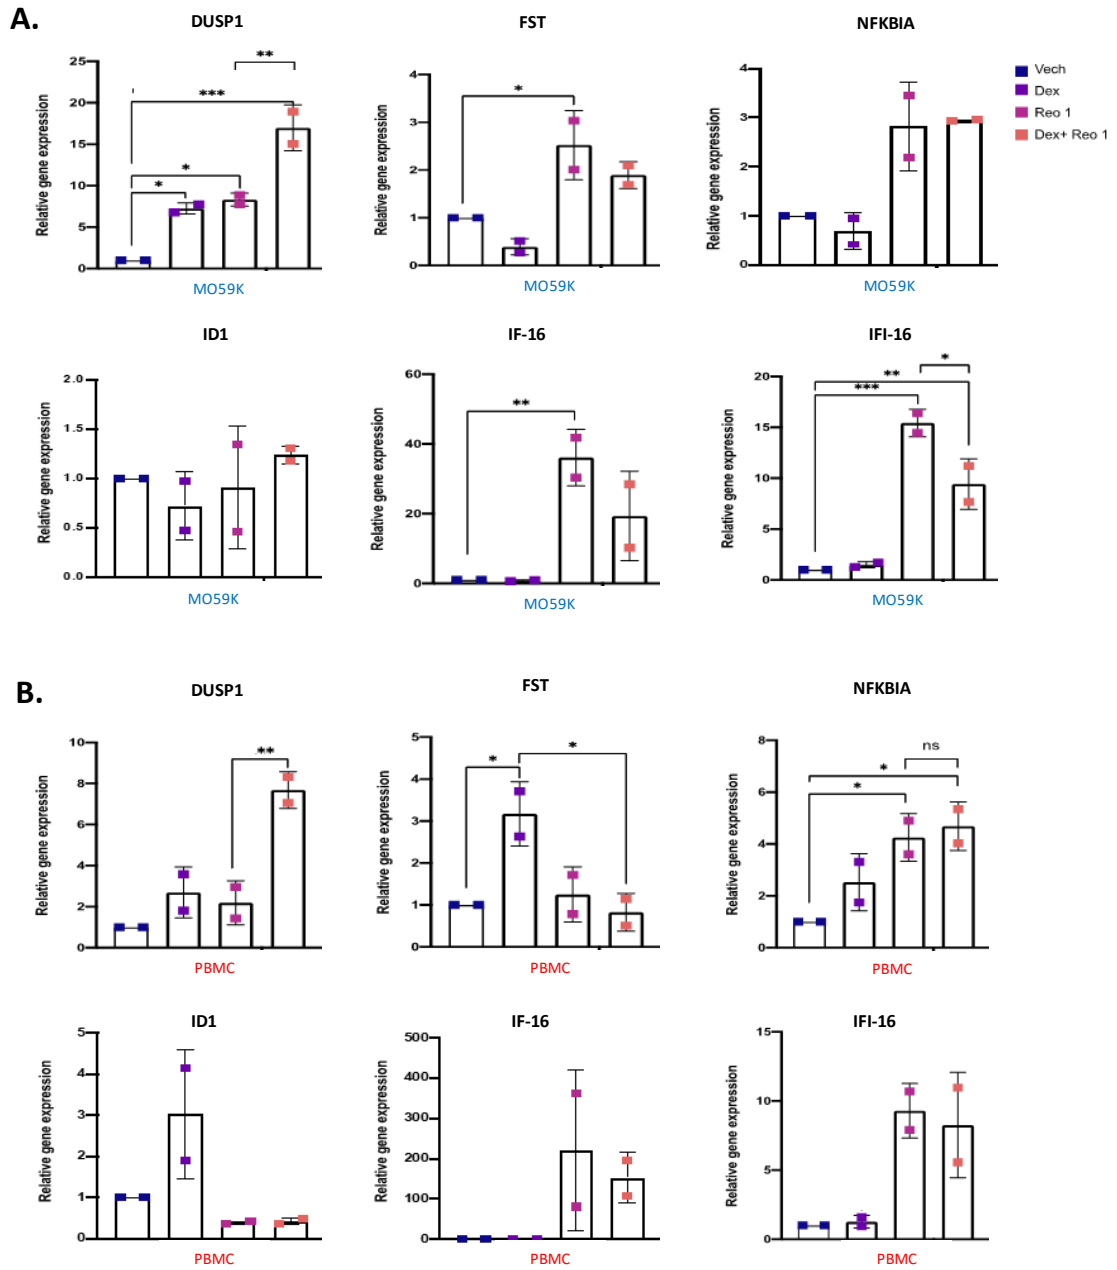 A.
DUSP1
FST
NFKBIA
Vech
Dex
Reo 1
Dex+ Reo 1
Relative gene expression
25
20
15
10
5
0
**
***
*
*
MO59K
Relative gene expression
4
3
2
1
0
*
MO59K
Relative gene expression
4
3
2
1
0
MO59K
ID1
IF-16
IFI-16
Relative gene expression
2.0
1.5
1.0
0.5
0.0
MO59K
Relative gene expression
60
40
20
0
**
MO59K
Relative gene expression
20
15
10
5
0
*
**
***
MO59K
B.
DUSP1
FST
NFKBIA
Relative gene expression
10
8
6
4
2
0
**
PBMC
Relative gene expression
5
4
3
2
1
0
*
*
PBMC
Relative gene expression
8
6
4
2
0
ns
*
*
PBMC
ID1
IF-16
IFI-16
Relative gene expression
5
4
3
2
1
0
PBMC
Relative gene expression
500
400
300
200
100
0
PBMC
Relative gene expression
15
10
5
0
PBMC